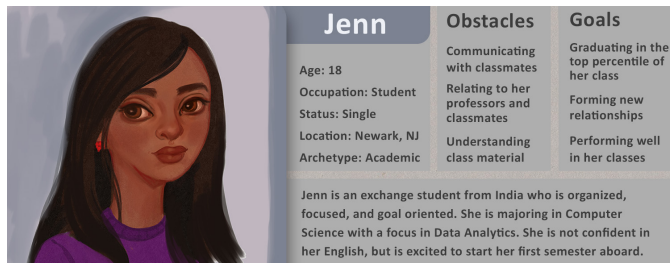 Jenn
Age: 18
Occupation: Student
Status: Single
Location: Newark, NJ
Archetype: Academic
Obstacles
Communicating
with classmates
Relating to her
professors and
classmates
Understanding
class material
Goals
Graduating in the
top percentile of
her class
Forming new
relationships
Performing well
in her classes
Jenn is an exchange student from India who is organized,
focused, and goal oriented. She is majoring in Computer
Science with a focus in Data Analytics. She is not confident in
her English, but is excited to start her first semester aboard.